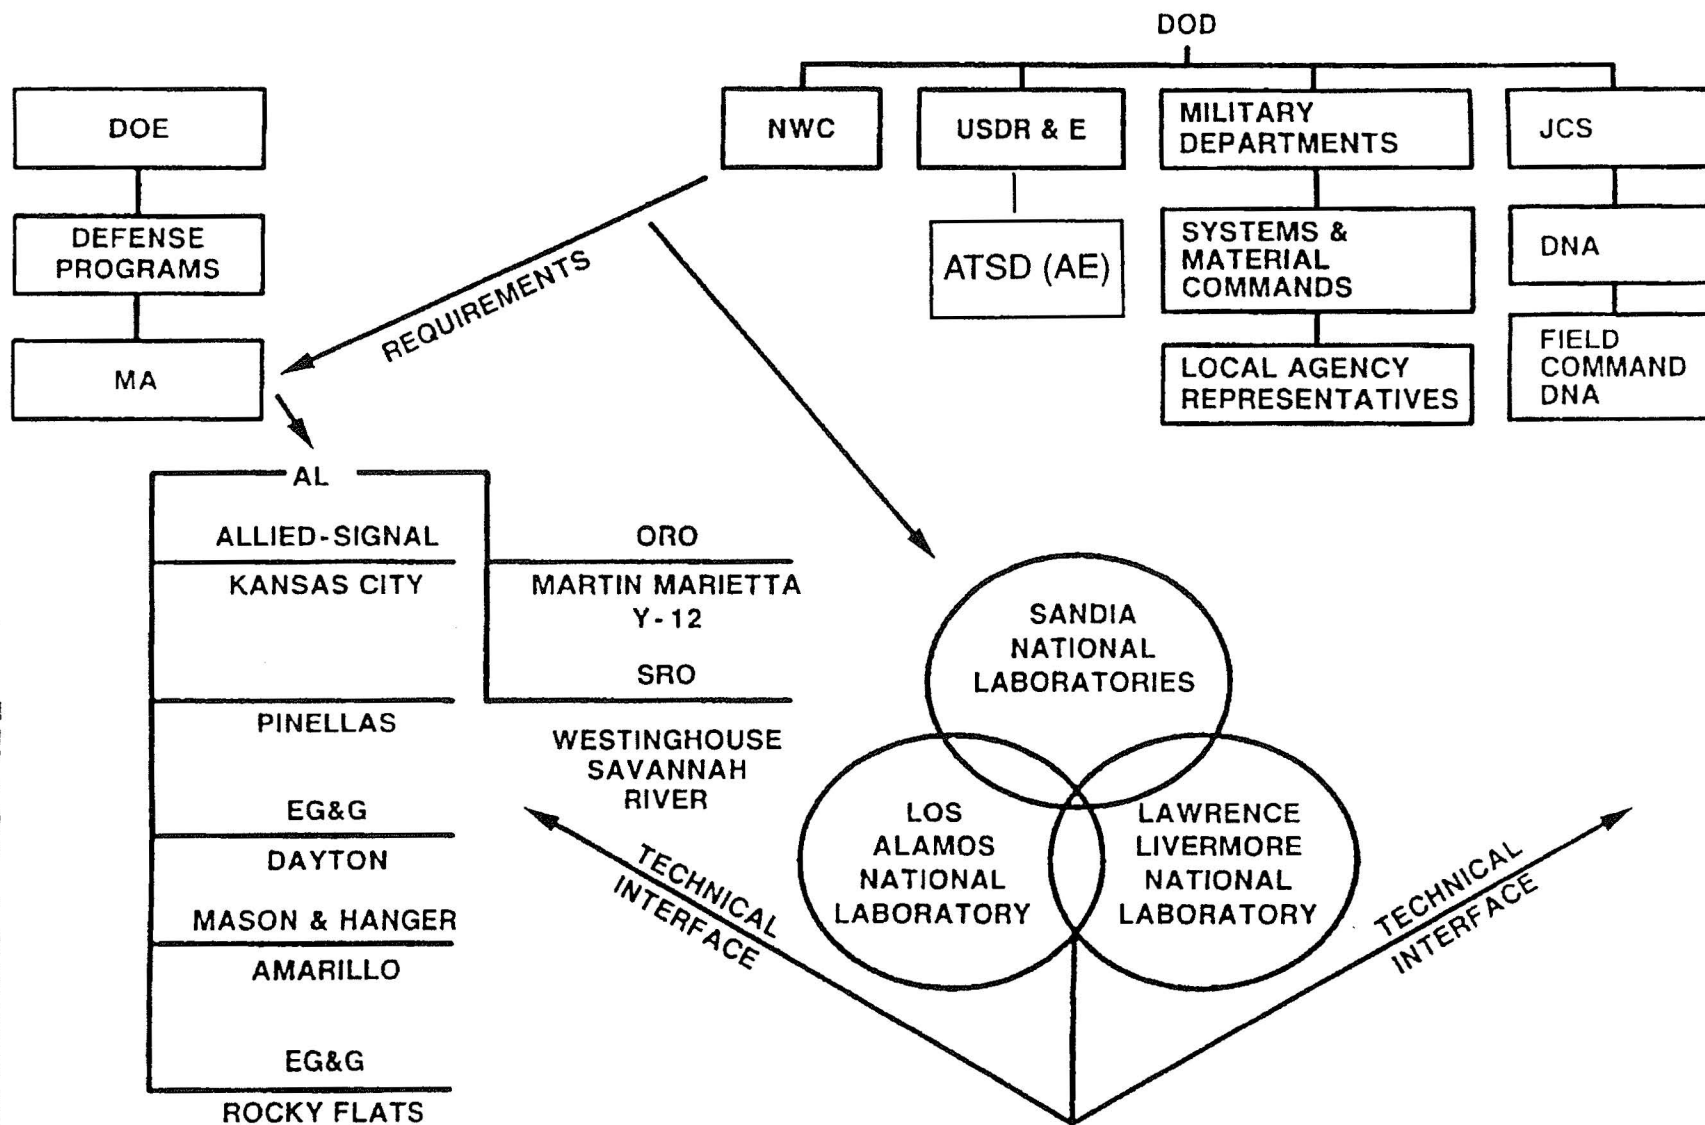 DOD
DOE
NWC
USDR & E
MILITARY
DEPARTMENTS
JCS
DEFENSE
PROGRAMS
ATSD (AE)
SYSTEMS &
MATERIAL
COMMANDS
DNA
MA
LOCAL AGENCY
REPRESENTATIVES
FIELD
COMMAND
DNA
REQUIREMENTS
AL
ALLIED-SIGNAL
KANSAS CITY
PINELLAS
EG&G
DAYTON
MASON & HANGER
AMARILLO
EG&G
ROCKY FLATS
ORO
MARTIN MARIETTA
Y-12
SRO
WESTINGHOUSE
SAVANNAH
RIVER
SANDIA
NATIONAL
LABORATORIES
LOS
ALAMOS
NATIONAL
LABORATORY
LAWRENCE
LIVERMORE
NATIONAL
LABORATORY
TECHNICAL
INTERFACE
TECHNICAL
INTERFACE